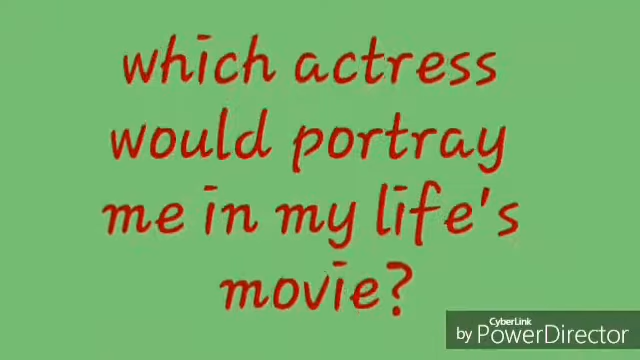 which actress
would portray
me in my life's
movie?
CyberLink
by PowerDirector